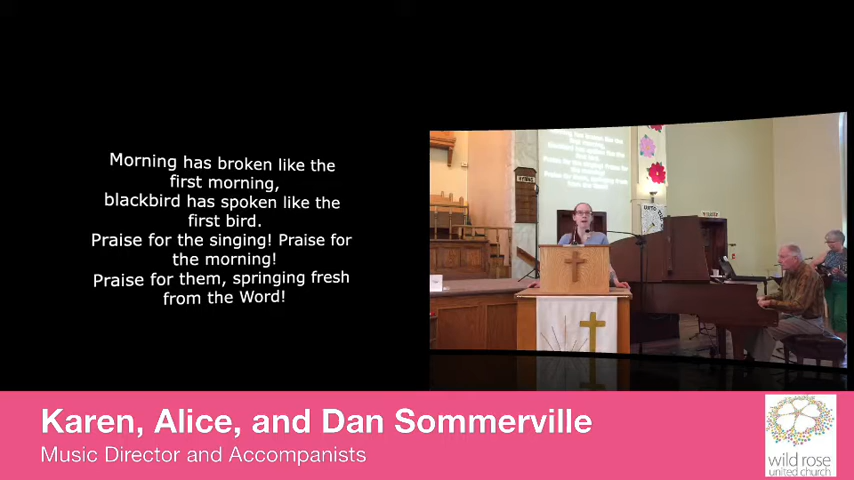 Morning has broken like the
first morning,
blackbird has spoken like the
first bird.
Praise for the singing! Praise for
the morning!
Praise for them, springing fresh
from the Word!
Karen, Alice, and Dan Sommerville
Music Director and Accompanists
wild rose
united church